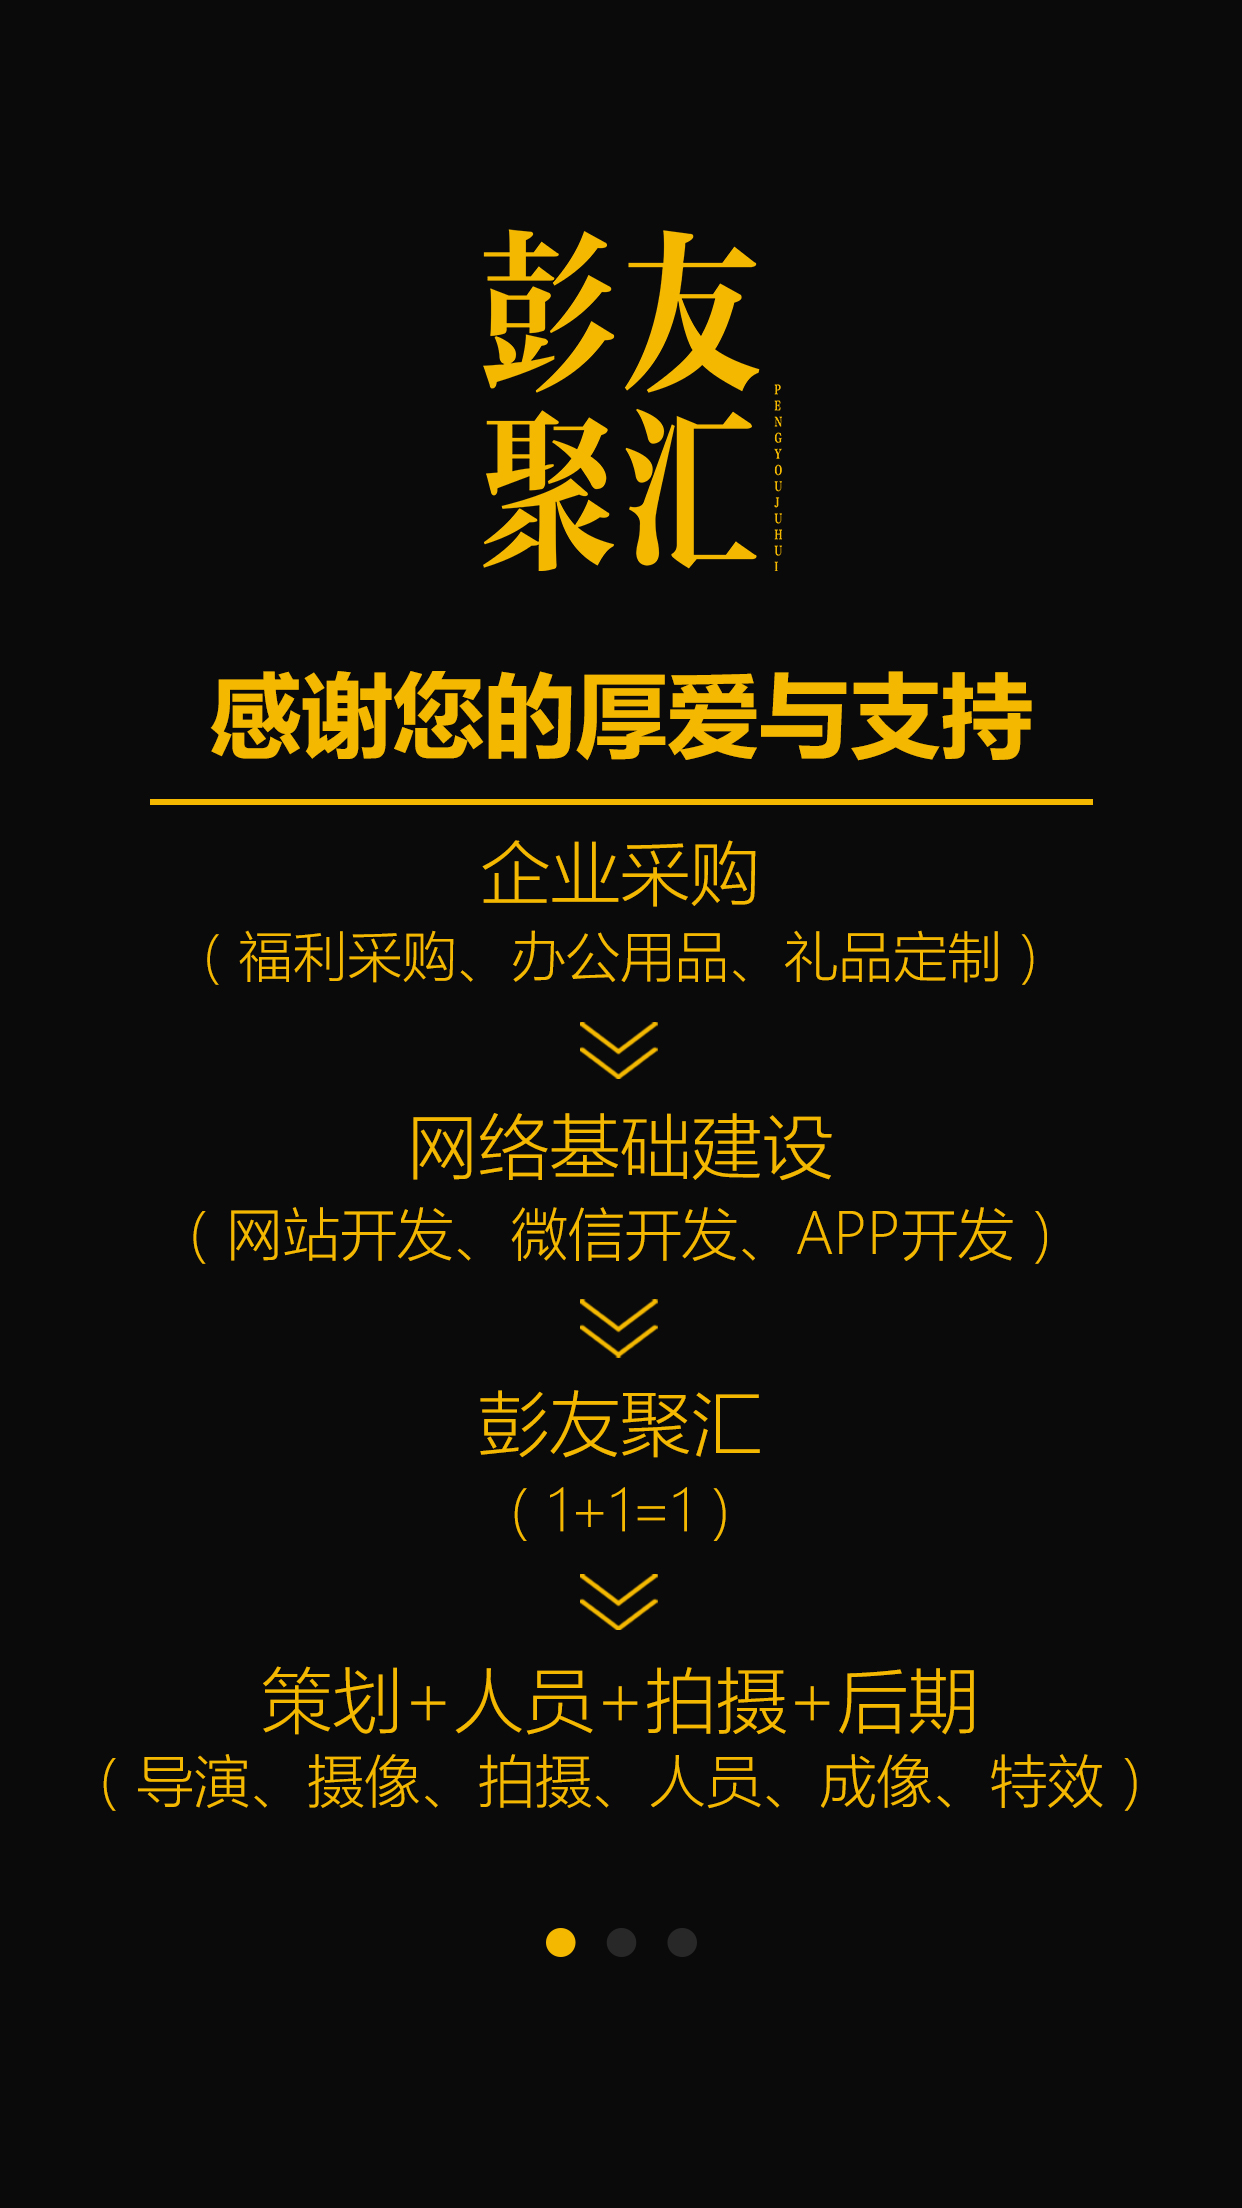 彭友
聚汇
PENGYOUJUHUI
感谢您的厚爱与支持
企业采购
（福利采购、办公用品、礼品定制）
网络基础建设
（网站开发、微信开发、APP开发）
彭友聚汇
（1+1=1）
策划+人员+拍摄+后期
（导演、摄像、拍摄、人员、成像、特效）